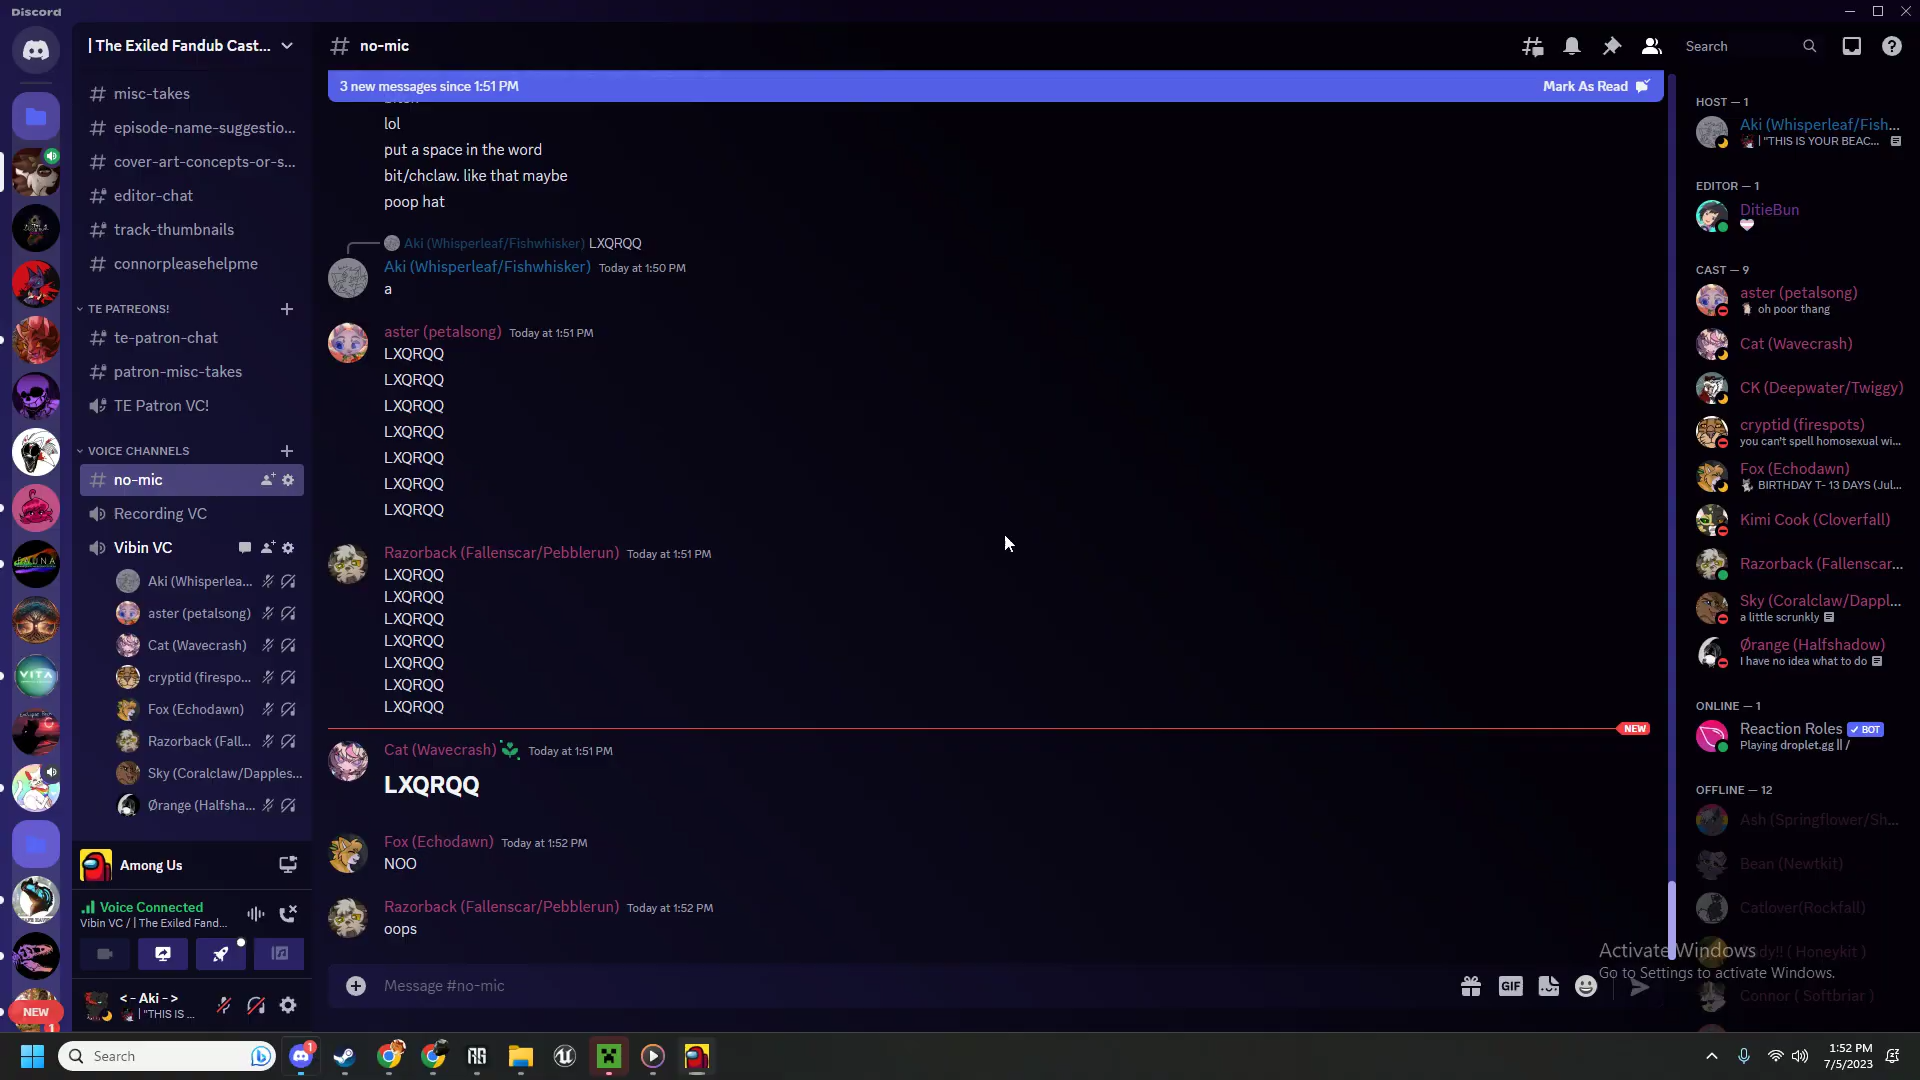 Discord
| The Exiled Fandub Cast...
misc-takes
episode-name-suggestio...
cover-art-concepts-or-s...
editor-chat
track-thumbnails
connorpleasehelpme
TE PATREONS!
te-patron-chat
patron-misc-takes
TE Patron VC!
VOICE CHANNELS
no-mic
Recording VC
Vibin VC
Aki (Whisperlea...
aster (petalsong)
Cat (Wavecrash)
cryptid (firespo...
Fox (Echodawn)
Razorback (Fall...
Sky (Coralclaw/Dapples...
Ørange (Halfsha...
Among Us
Voice Connected
Vibin VC / | The Exiled Fand...
< - Aki - >
| "THIS IS ...
NEW
1
VITA
no-mic
Search
3 new messages since 1:51 PM
Mark As Read
lol
put a space in the word
bit/chclaw. like that maybe
poop hat
Aki (Whisperleaf/Fishwhisker) LXQRQQ
Aki (Whisperleaf/Fishwhisker) Today at 1:50 PM
a
aster (petalsong) Today at 1:51 PM
LXQRQQ
LXQRQQ
LXQRQQ
LXQRQQ
LXQRQQ
LXQRQQ
LXQRQQ
Razorback (Fallenscar/Pebblerun) Today at 1:51 PM
LXQRQQ
LXQRQQ
LXQRQQ
LXQRQQ
LXQRQQ
LXQRQQ
LXQRQQ
NEW
Cat (Wavecrash) Today at 1:51 PM
LXQRQQ
Fox (Echodawn) Today at 1:52 PM
NOO
Razorback (Fallenscar/Pebblerun) Today at 1:52 PM
oops
Message #no-mic
GIF
HOST — 1
Aki (Whisperleaf/Fish...
| "THIS IS YOUR BEAC...
EDITOR — 1
DitieBun
CAST — 9
aster (petalsong)
oh poor thang
Cat (Wavecrash)
CK (Deepwater/Twiggy)
cryptid (firespots)
you can't spell homosexual wi...
Fox (Echodawn)
BIRTHDAY T- 13 DAYS (Jul...
Kimi Cook (Cloverfall)
Razorback (Fallenscar...
Sky (Coralclaw/Dappl...
a little scrunkly
Ørange (Halfshadow)
I have no idea what to do
ONLINE — 1
Reaction Roles BOT
Playing droplet.gg || /
OFFLINE — 12
Ash (Springflower/Sh...
Bean (Newtkit)
Catlover(Rockfall)
( Honeykit )
Connor ( Softbriar )
Activate Windows
Go to Settings to activate Windows.
Search
1
1:52 PM
7/5/2023